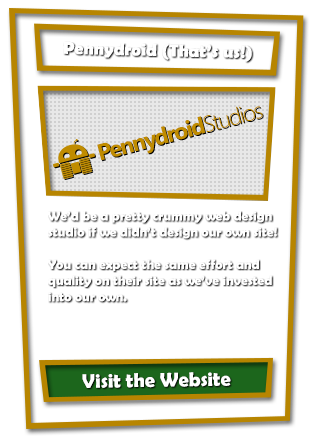 Pennydroid (That's us!)
PennydroidStudios
We'd be a pretty crummy web design
studio if we didn't design our own site!
You can expect the same effort and
quality on their site as we've invested
into our own.
Visit the Website